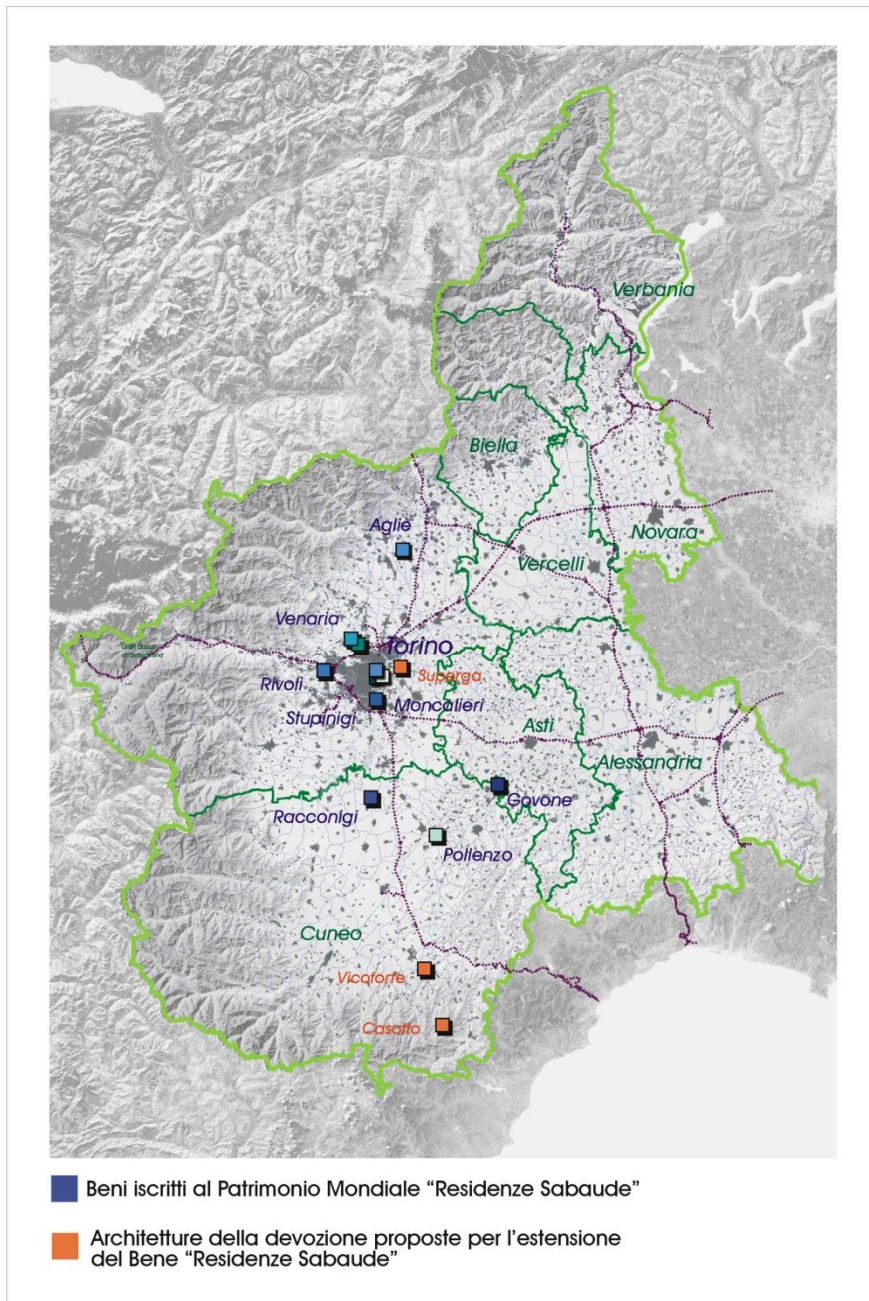 Verbania
Biella
Agliè
Novara
Vercelli
Venaria
Torino
Superga
Rivoli
Stupinigi
Moncalieri
Asti
Alessandria
Racconigi
Govone
Pollenzo
Cuneo
Vicoforte
Casotto
Beni iscritti al Patrimonio Mondiale “Residenze Sabaude”
Architetture della devozione proposte per l’estensione
del Bene “Residenze Sabaude”